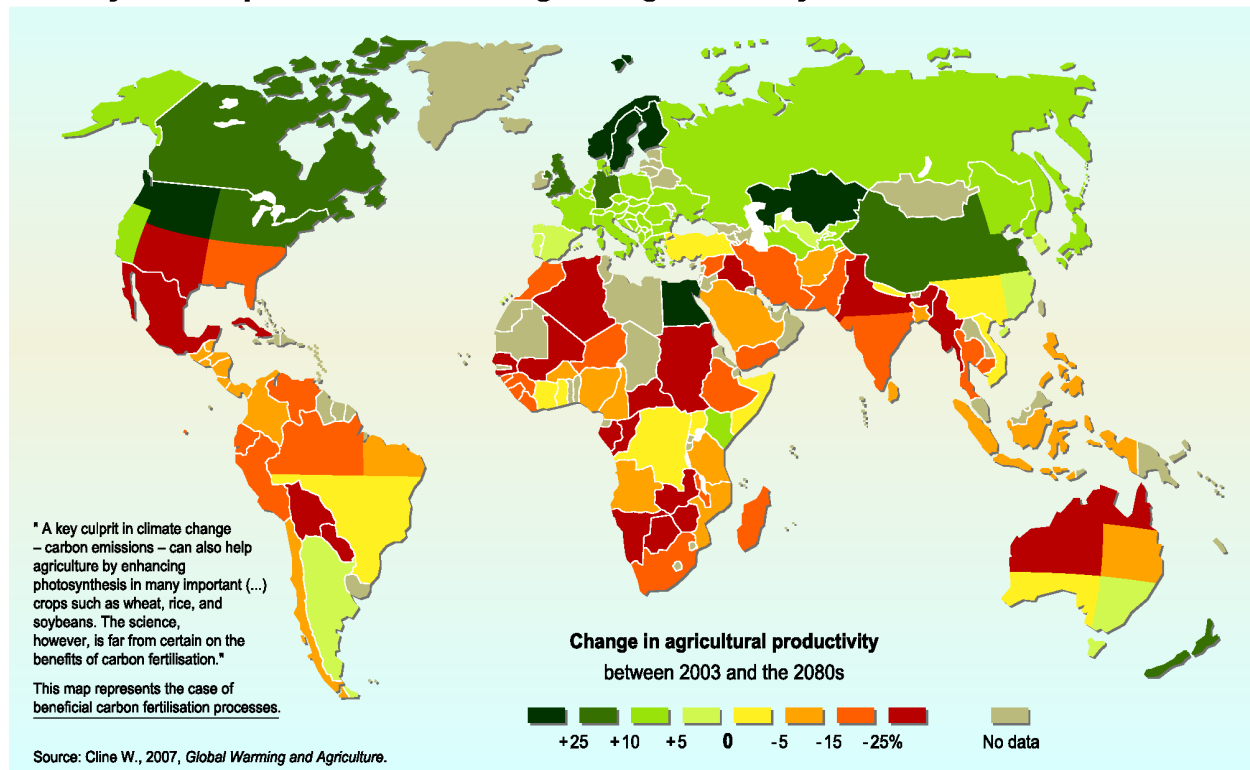 " A key culprit in climate change
– carbon emissions – can also help
agriculture by enhancing
photosynthesis in many important (...)
crops such as wheat, rice, and
soybeans. The science,
however, is far from certain on the
benefits of carbon fertilisation."
This map represents the case of
beneficial carbon fertilisation processes.
Source: Cline W., 2007, Global Warming and Agriculture.
Change in agricultural productivity
between 2003 and the 2080s
+25 +10 +5 0 -5 -15 -25% No data